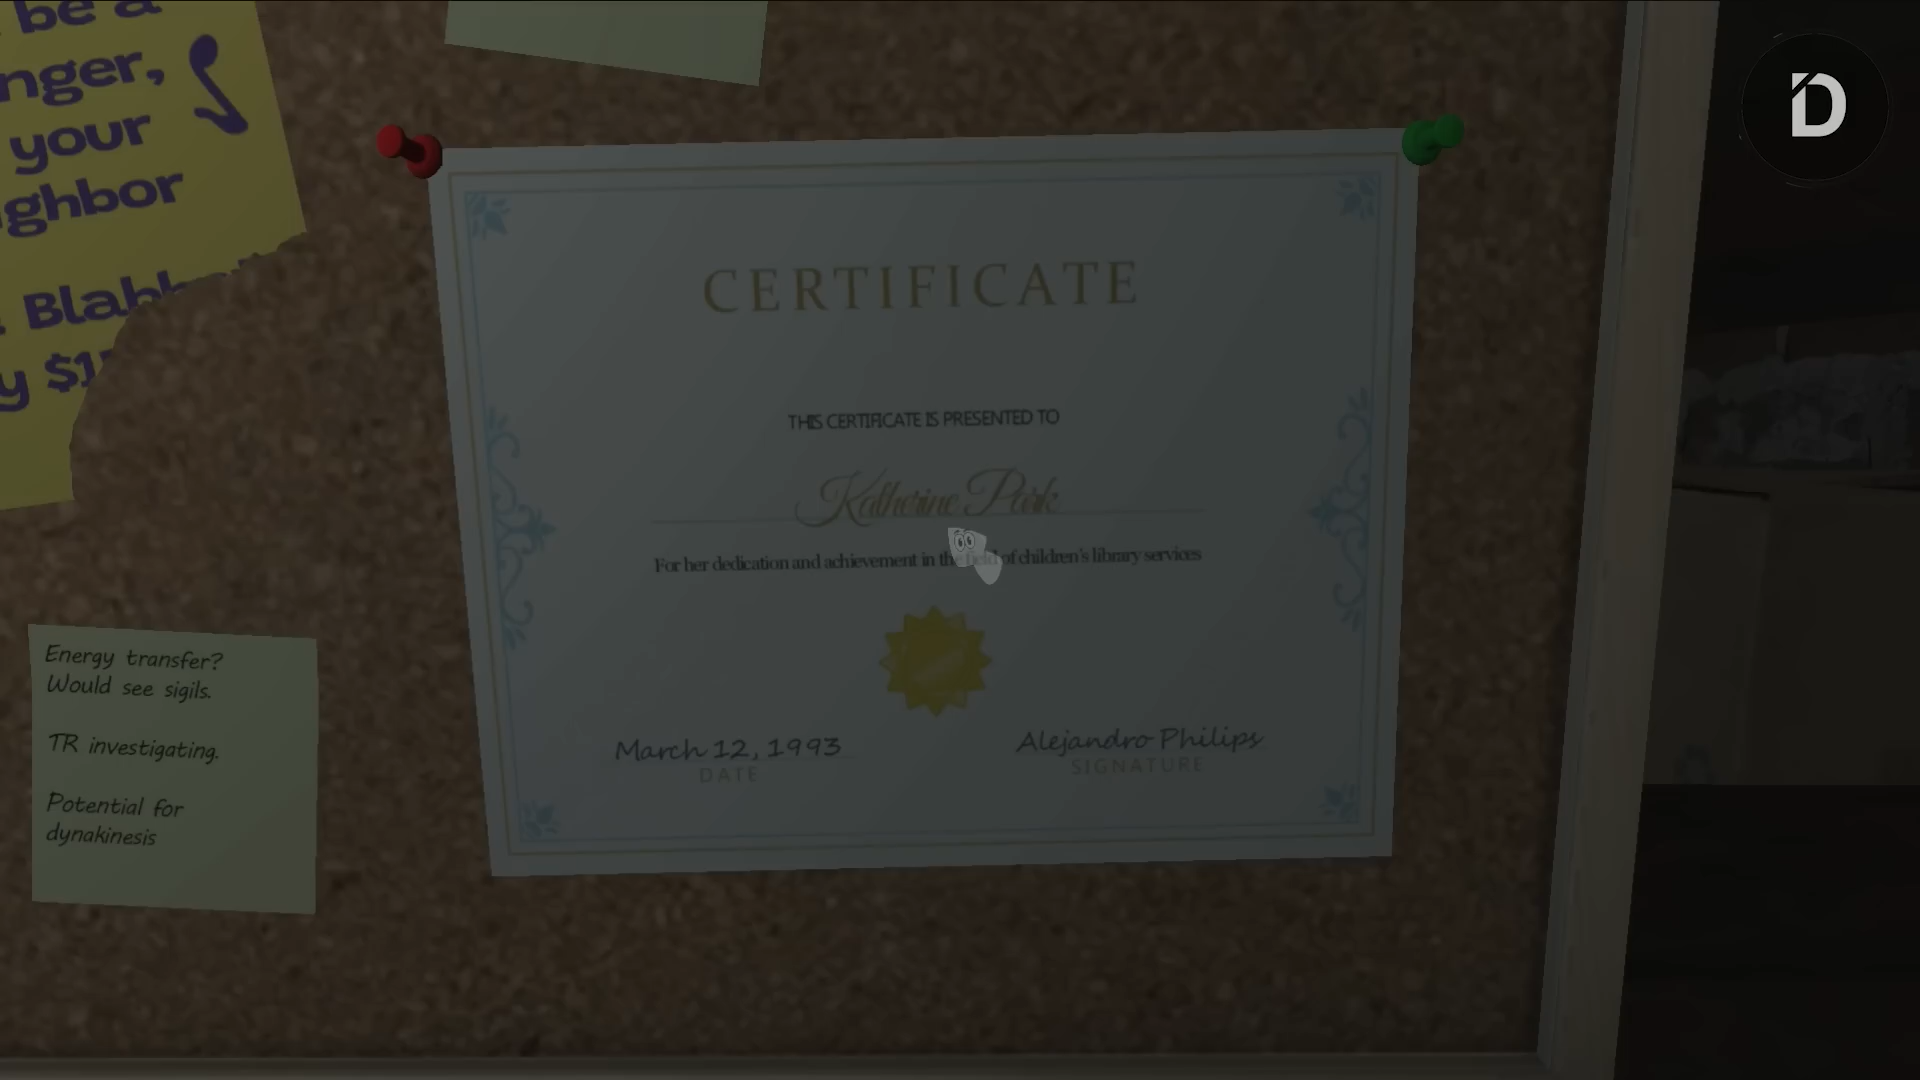 be a
nger,
your
ghbor
Blabb
y $1
CERTIFICATE
THIS CERTIFICATE IS PRESENTED TO
Katherine Park
For her dedication and achievement in the field of children's library services
March 12, 1993
DATE
Alejandro Philips
SIGNATURE
Energy transfer?
Would see sigils.
TR investigating.
Potential for
dynakinesis
D